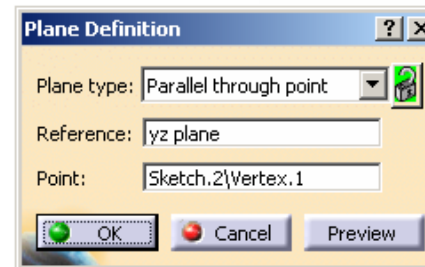 Plane Definition
Plane type: Parallel through point
Reference: yz plane
Point: Sketch.2\Vertex.1
OK Cancel Preview